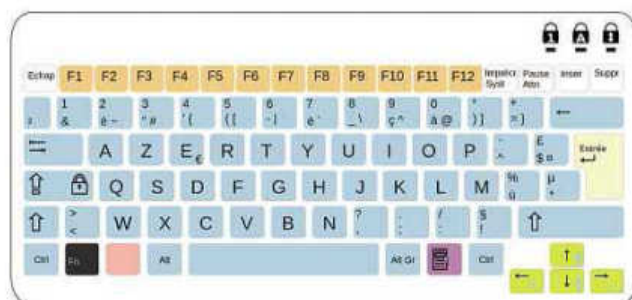 Echap F1 F2 F3 F4 F5 F6 F7 F8 F9 F10 F11 F12 Syst Pause Attn Inser Suppr
² 1 & 2 é ~ 3 " # 4 ' { 5 ( [ 6 - | 7 è ` 8 _ \ 9 ç ^ 0 à @ ° ) ] + = }
A Z E € R T Y U I O P ¨ ^ £ $ ¤ Entrée
Q S D F G H J K L M % ù µ *
> < W X C V B N ? , . ; / : § !
Ctrl Fn Alt Alt Gr Ctrl